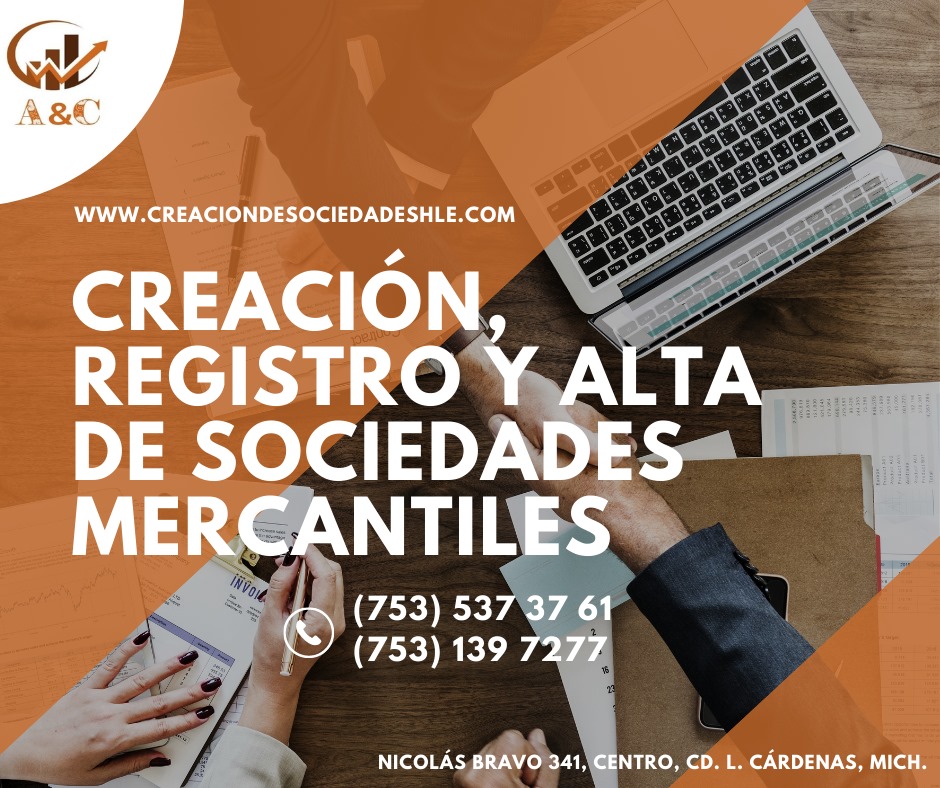 A&C
WWW.CREACIONDESOCIEDADESHLE.COM
CREACIÓN,
REGISTRO Y ALTA
DE SOCIEDADES
MERCANTILES
(753) 537 37 61
(753) 139 7277
NICOLÁS BRAVO 341, CENTRO, CD. L. CÁRDENAS, MICH.
Contract